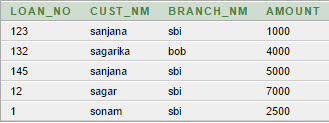 LOAN_NO CUST_NM BRANCH_NM AMOUNT
123 sanjana sbi 1000
132 sagarika bob 4000
145 sanjana sbi 5000
12 sagar sbi 7000
1 sonam sbi 2500